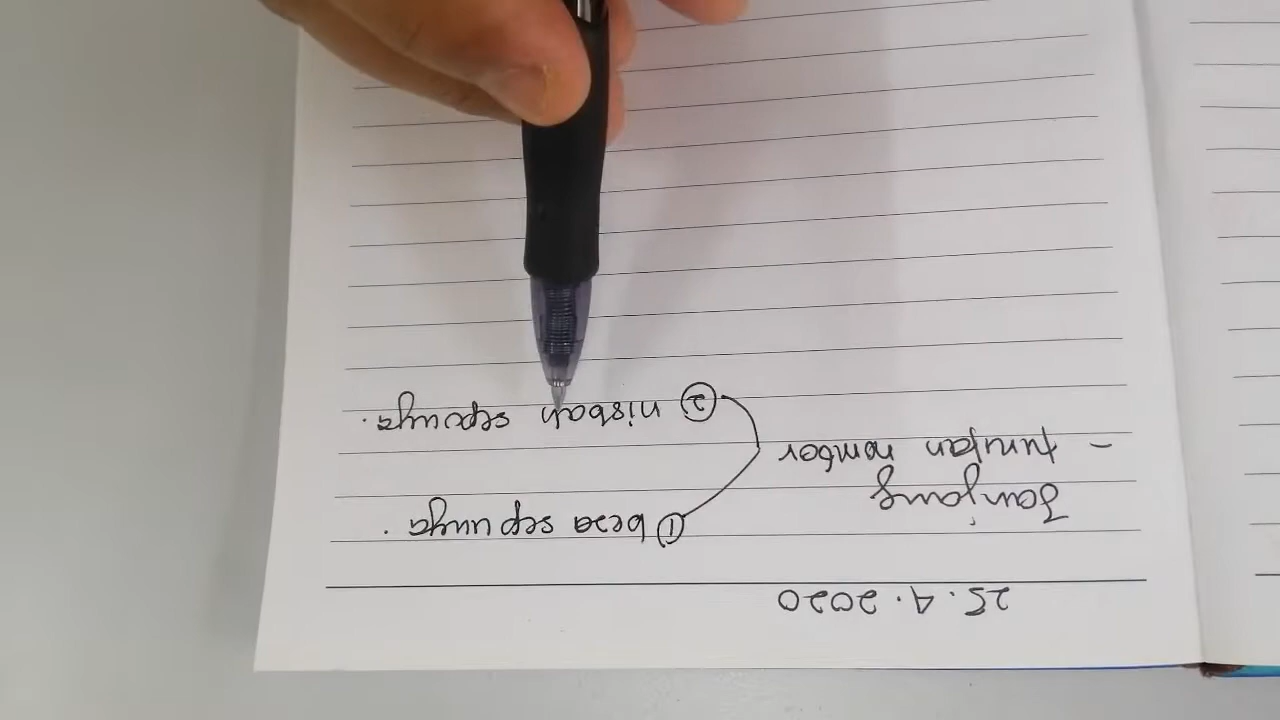 25.4.2020
Janjang
- turutan nombor
① beza sepunya.
② nisbah sepunya.